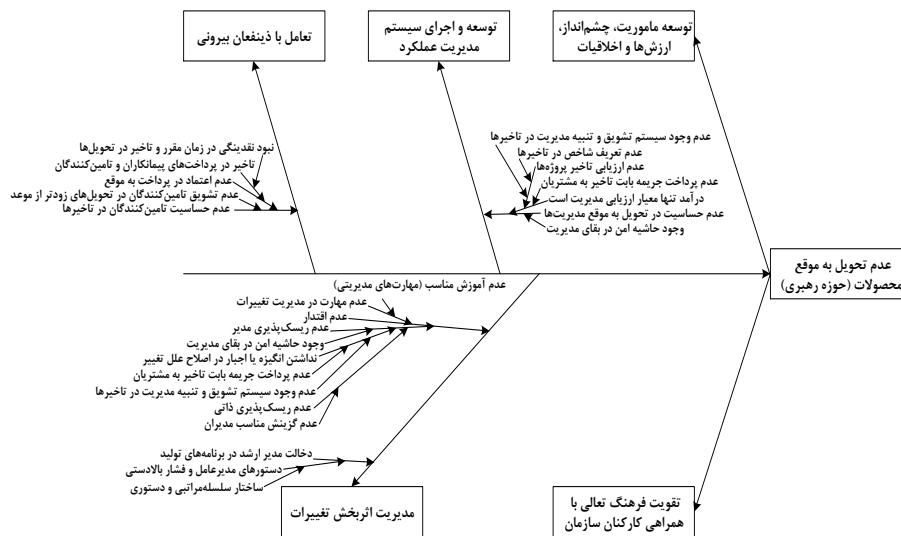 توسعه ماموریت، چشم‌انداز،
ارزش‌ها و اخلاقیات
توسعه و اجرای سیستم
مدیریت عملکرد
تعامل با ذینفعان بیرونی
عدم وجود سیستم تشویق و تنبیه مدیریت در تاخیرها
عدم تعریف شاخص در تاخیرها
عدم ارزیابی تاخیر پروژه‌ها
عدم پرداخت جریمه بابت تاخیر به مشتریان
درآمد تنها معیار ارزیابی مدیریت است
عدم حساسیت در تحویل به موقع مدیریت‌ها
وجود حاشیه امن در بقای مدیریت
نبود نقدینگی در زمان مقرر و تاخیر در تحویل‌ها
تاخیر در پرداخت‌های پیمانکاران و تامین‌کنندگان
عدم اعتماد در پرداخت به موقع
عدم تشویق تامین‌کنندگان در تحویل‌های زودتر از موعد
عدم حساسیت تامین‌کنندگان در تاخیرها
عدم تحویل به موقع
محصولات (حوزه رهبری)
عدم آموزش مناسب (مهارت‌های مدیریتی)
عدم مهارت در مدیریت تغییرات
عدم اقتدار
عدم ریسک‌پذیری مدیر
وجود حاشیه امن در بقای مدیریت
نداشتن انگیزه یا اجبار در اصلاح علل تغییر
عدم پرداخت جریمه بابت تاخیر به مشتریان
عدم وجود سیستم تشویق و تنبیه مدیریت در تاخیرها
عدم ریسک‌پذیری ذاتی
عدم گزینش مناسب مدیران
دخالت مدیر ارشد در برنامه‌های تولید
دستورهای مدیرعامل و فشار بالادستی
ساختار سلسله‌مراتبی و دستوری
تقویت فرهنگ تعالی با
همراهی کارکنان سازمان
مدیریت اثربخش تغییرات